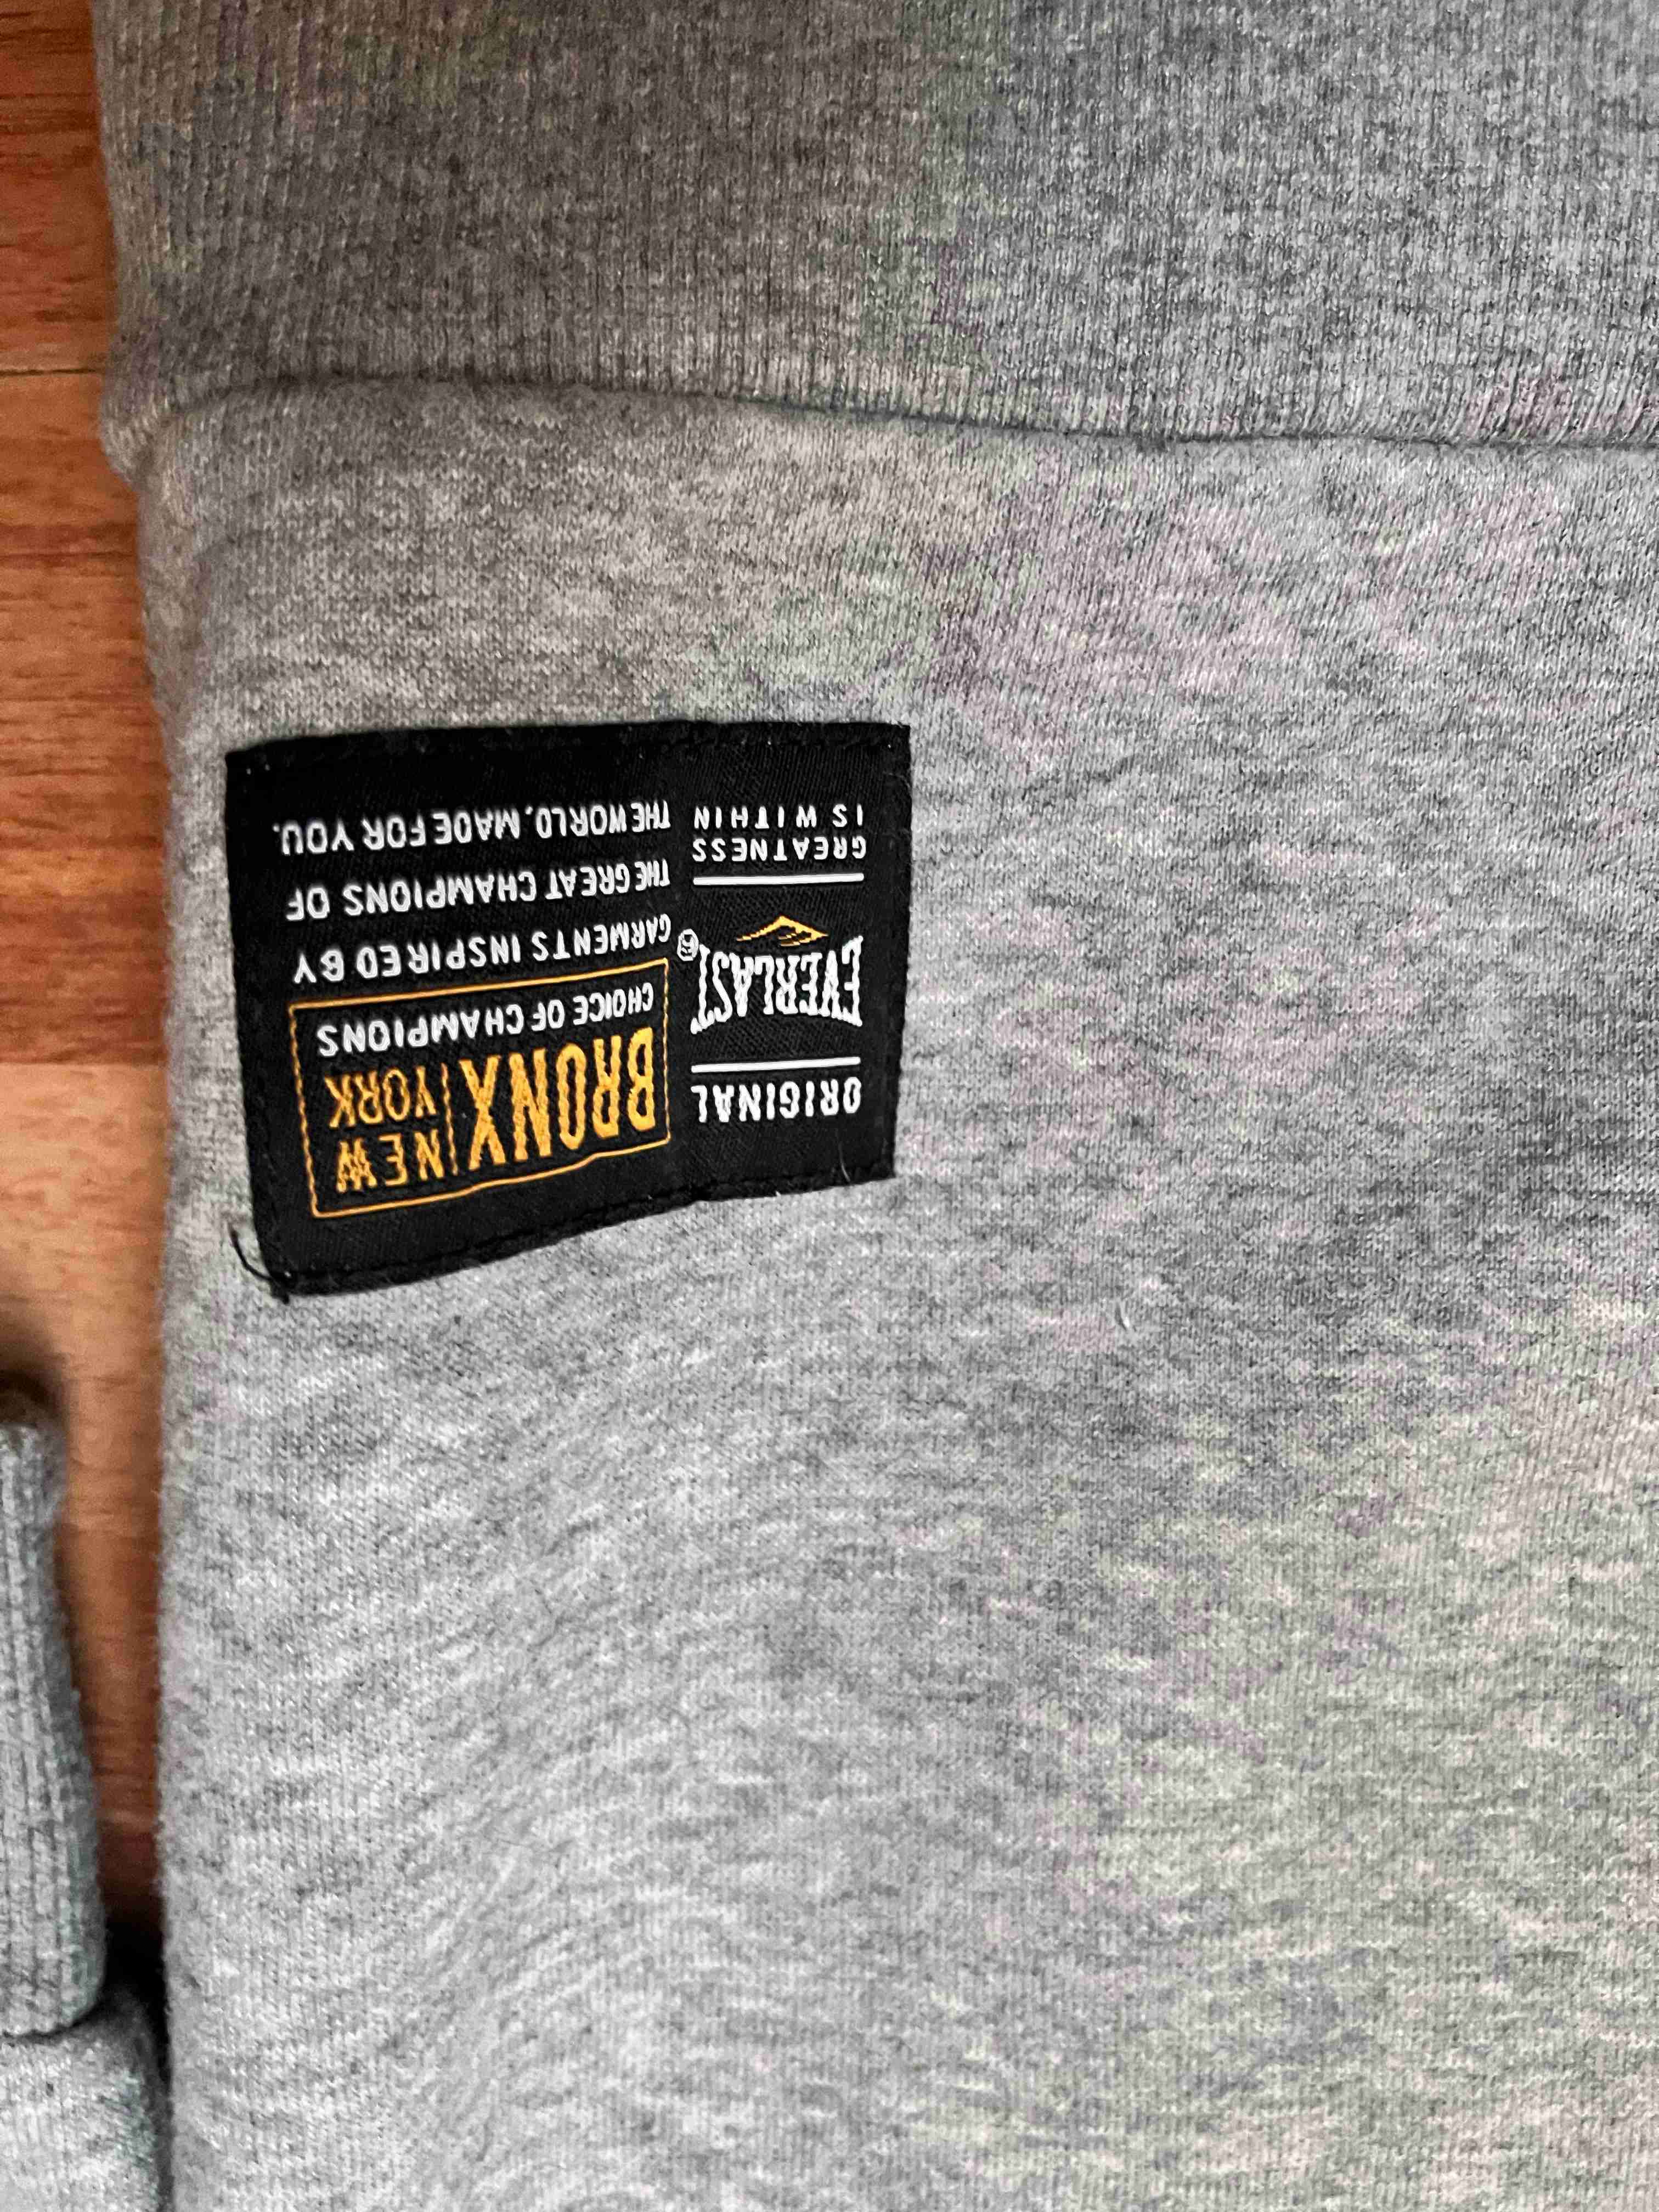 ORIGINAL
EVERLAST®
GREATNESS
IS WITHIN
BRONX NEW
YORK
CHOICE OF CHAMPIONS
GARMENTS INSPIRED BY
THE GREAT CHAMPIONS OF
THE WORLD, MADE FOR YOU.